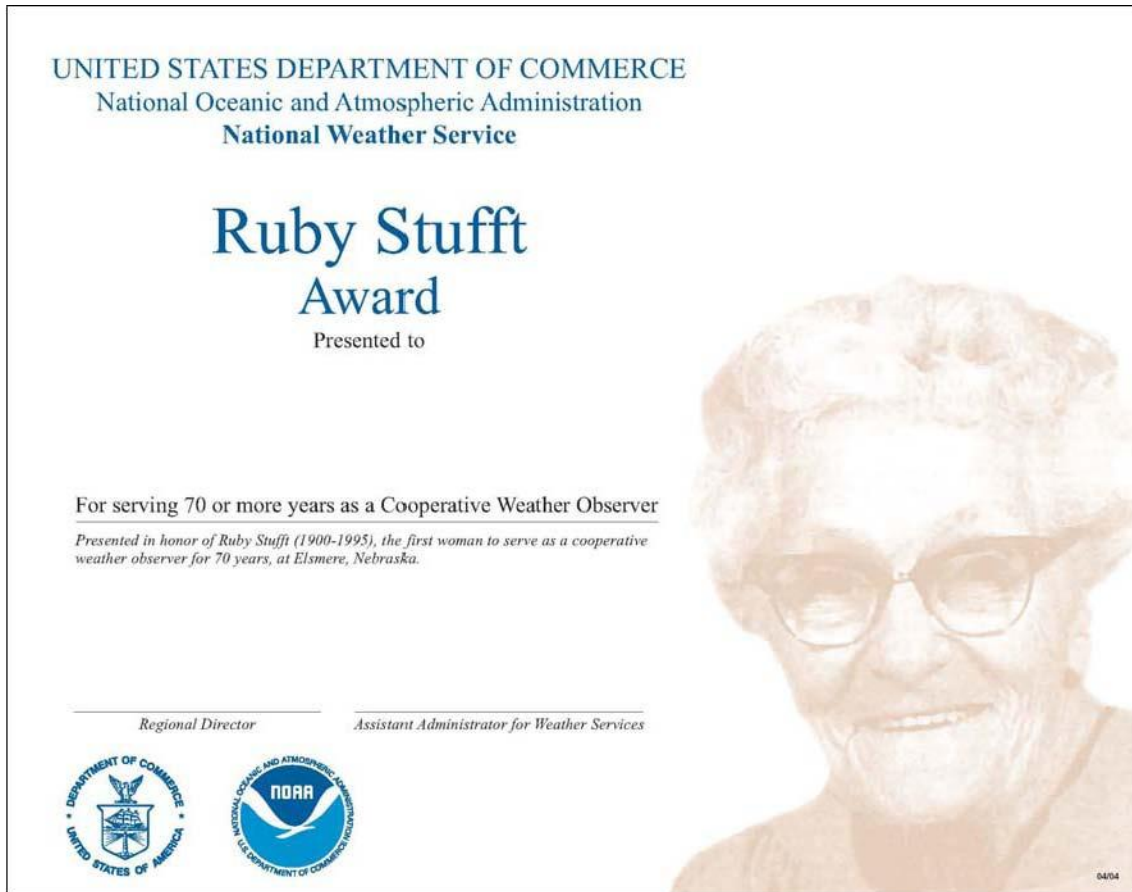 UNITED STATES DEPARTMENT OF COMMERCE
National Oceanic and Atmospheric Administration
National Weather Service
Ruby Stufft
Award
Presented to
For serving 70 or more years as a Cooperative Weather Observer
Presented in honor of Ruby Stufft (1900-1995), the first woman to serve as a cooperative
weather observer for 70 years, at Elsmere, Nebraska.
Regional Director
Assistant Administrator for Weather Services
DEPARTMENT OF COMMERCE
UNITED STATES OF AMERICA
NATIONAL OCEANIC AND ATMOSPHERIC ADMINISTRATION
NOAA
U.S. DEPARTMENT OF COMMERCE
04/04